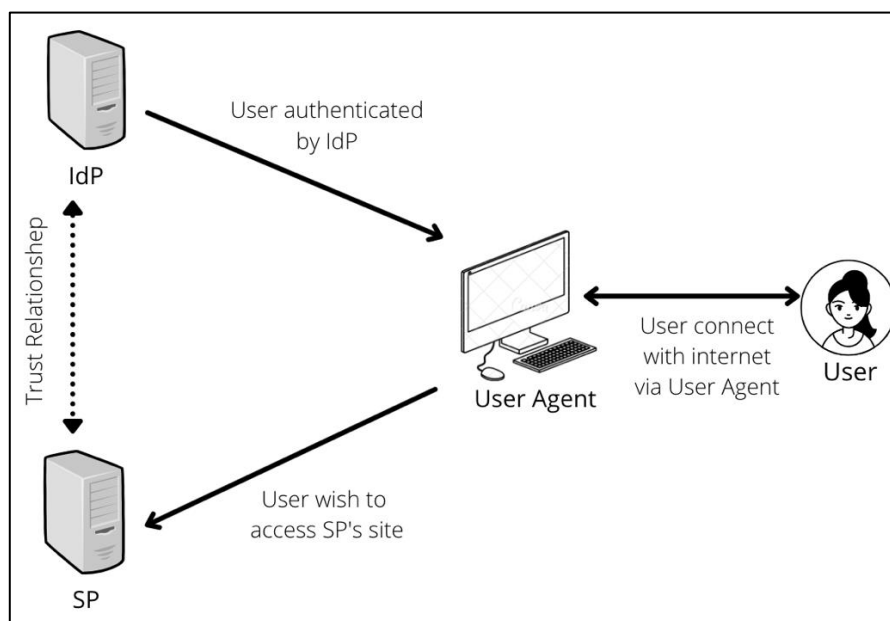 User authenticated
by IdP
IdP
Trust Relationshep
User connect
with internet
via User Agent
User
User Agent
User wish to
access SP's site
SP